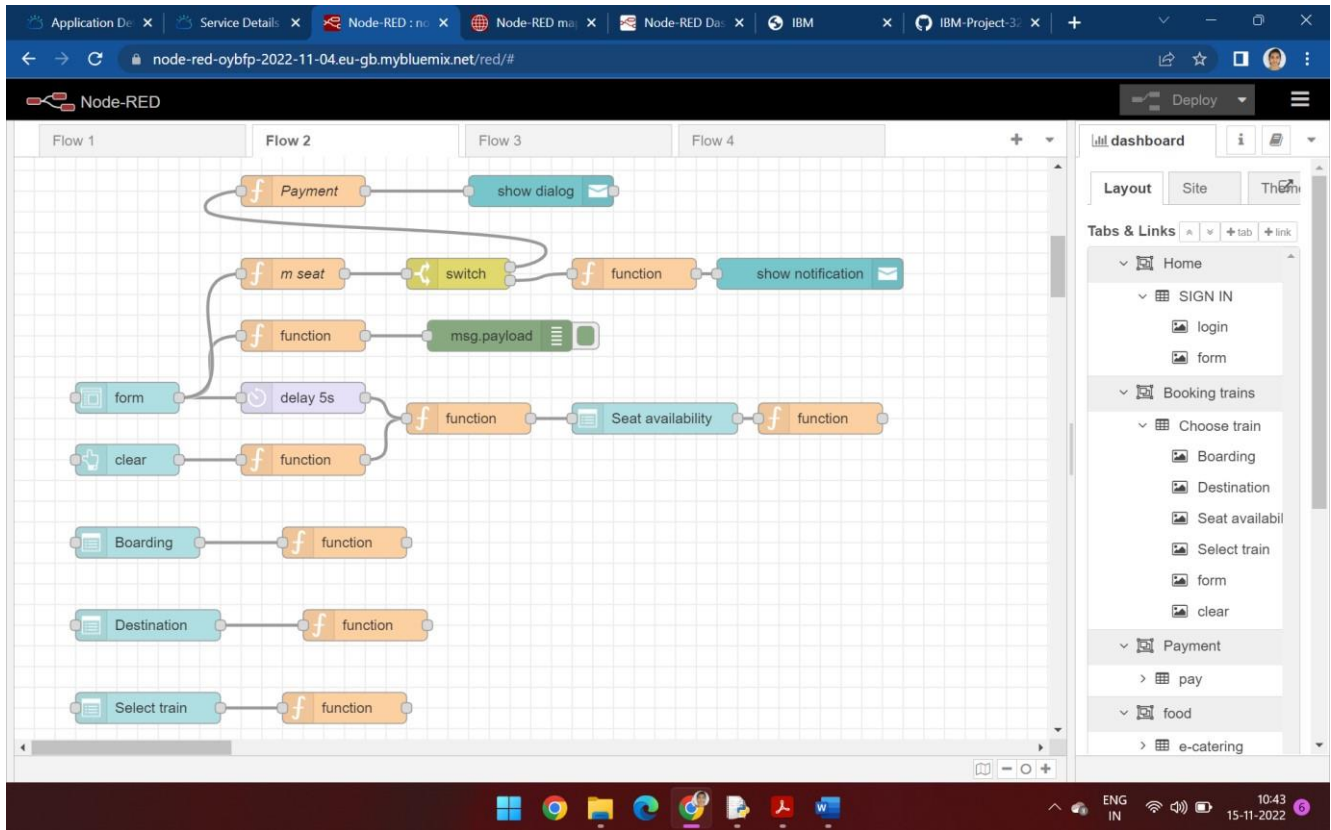 Application De
Service Details
Node-RED : no
Node-RED ma
Node-RED Das
IBM
IBM-Project-32
node-red-oybfp-2022-11-04.eu-gb.mybluemix.net/red/#
Node-RED
Deploy
Flow 1
Flow 2
Flow 3
Flow 4
dashboard
i
Payment
show dialog
m seat
switch
function
show notification
function
msg.payload
form
delay 5s
function
Seat availability
function
clear
function
Boarding
function
Destination
function
Select train
function
Layout
Site
Theme
Tabs & Links
+ tab
+ link
Home
SIGN IN
login
form
Booking trains
Choose train
Boarding
Destination
Seat availabil
Select train
form
clear
Payment
pay
food
e-catering
ENG
IN
10:43
15-11-2022
6